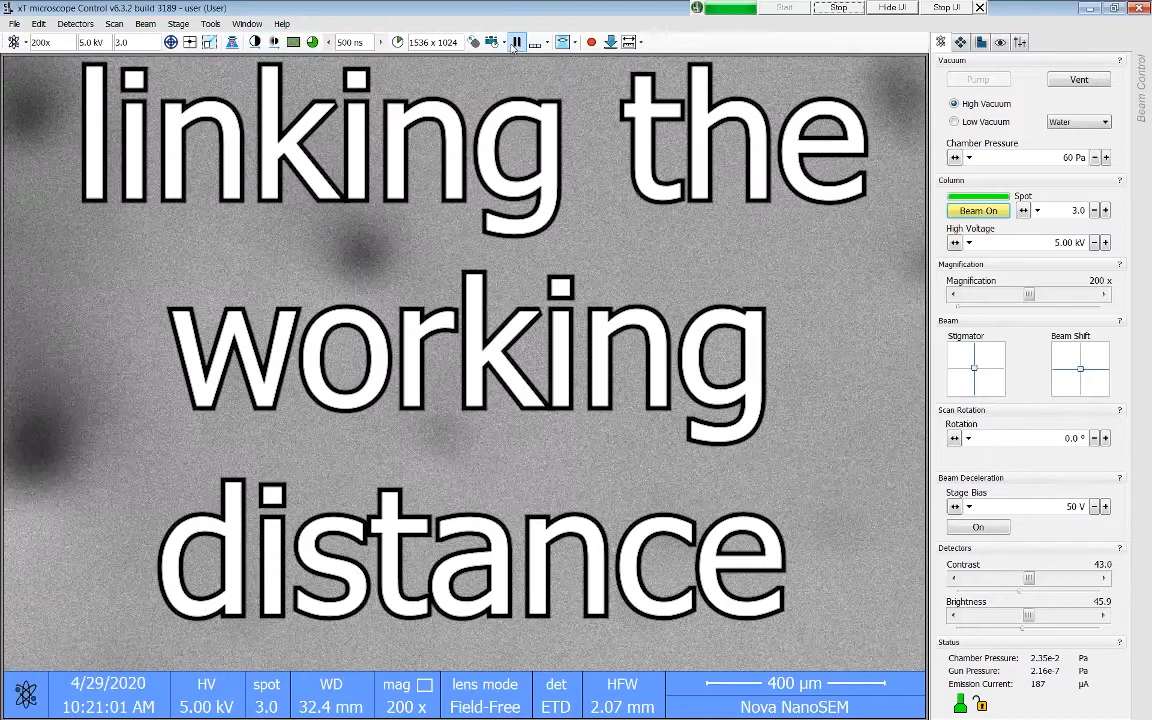 xT microscope Control v6.3.2 build 3189 - user (User)
Start Stop Hide UI Stop UI
File Edit Detectors Scan Beam Stage Tools Window Help
200x 5.0 kV 3.0 500 ns 1536 x 1024
linking the
working
distance
4/29/2020 HV spot WD mag lens mode det HFW 400 µm
10:21:01 AM 5.00 kV 3.0 32.4 mm 200 x Field-Free ETD 2.07 mm Nova NanoSEM
Beam Control
Vacuum ?
Pump Vent
High Vacuum
Low Vacuum Water
Chamber Pressure
60 Pa
Column ?
Spot
Beam On 3.0
High Voltage
5.00 kV
Magnification ?
Magnification 200 x
Beam ?
Stigmator Beam Shift
Scan Rotation ?
Rotation
0.0 °
Beam Deceleration ?
Stage Bias
50 V
On
Detectors ?
Contrast 43.0
Brightness 45.9
Status ?
Chamber Pressure: 2.35e-2 Pa
Gun Pressure: 2.16e-7 Pa
Emission Current: 187 µA